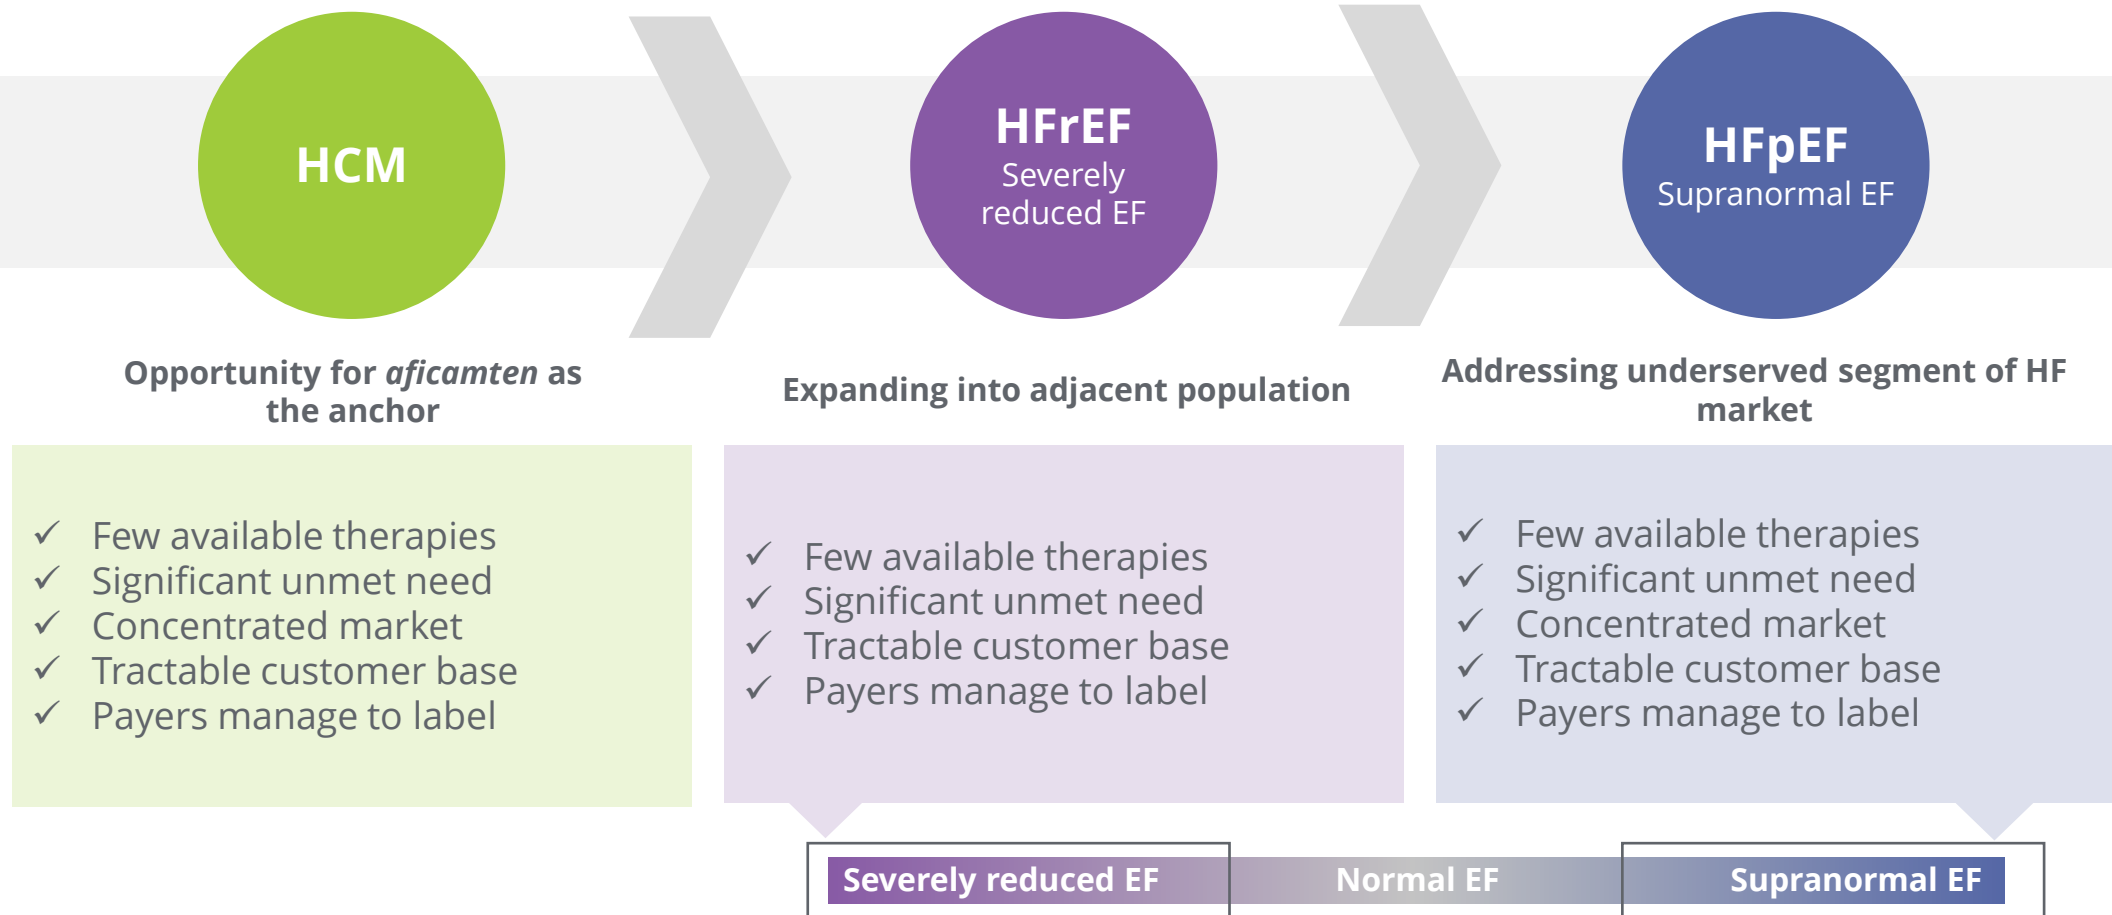 HCM
HFrEF
Severely
reduced EF
HFpEF
Supranormal EF
Opportunity for aficamten as
the anchor
Expanding into adjacent population
Addressing underserved segment of HF
market
✓ Few available therapies
✓ Significant unmet need
✓ Concentrated market
✓ Tractable customer base
✓ Payers manage to label
✓ Few available therapies
✓ Significant unmet need
✓ Tractable customer base
✓ Payers manage to label
✓ Few available therapies
✓ Significant unmet need
✓ Concentrated market
✓ Tractable customer base
✓ Payers manage to label
Severely reduced EF
Normal EF
Supranormal EF